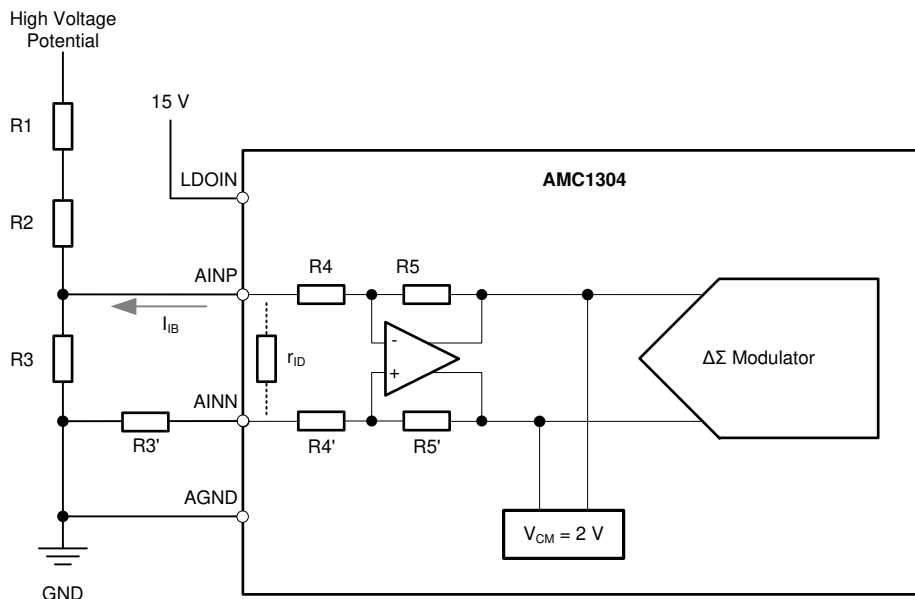 High Voltage
Potential
R1
15 V
LDOIN
AMC1304
R2
AINP
R4
R5
I_IB
R3
r_ID
-
+
ΔΣ Modulator
AINN
R3'
R4'
R5'
AGND
V_CM = 2 V
GND